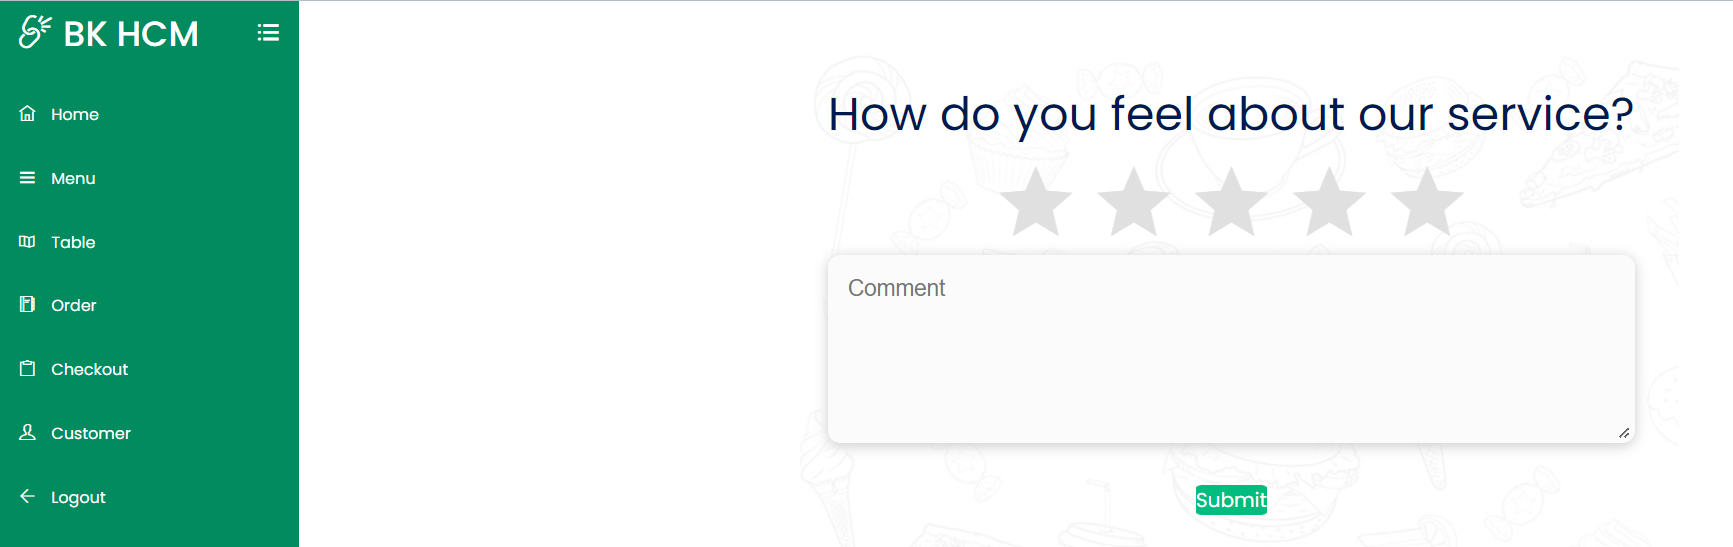 BK HCM
Home
Menu
Table
Order
Checkout
Customer
Logout
How do you feel about our service?
Comment
Submit